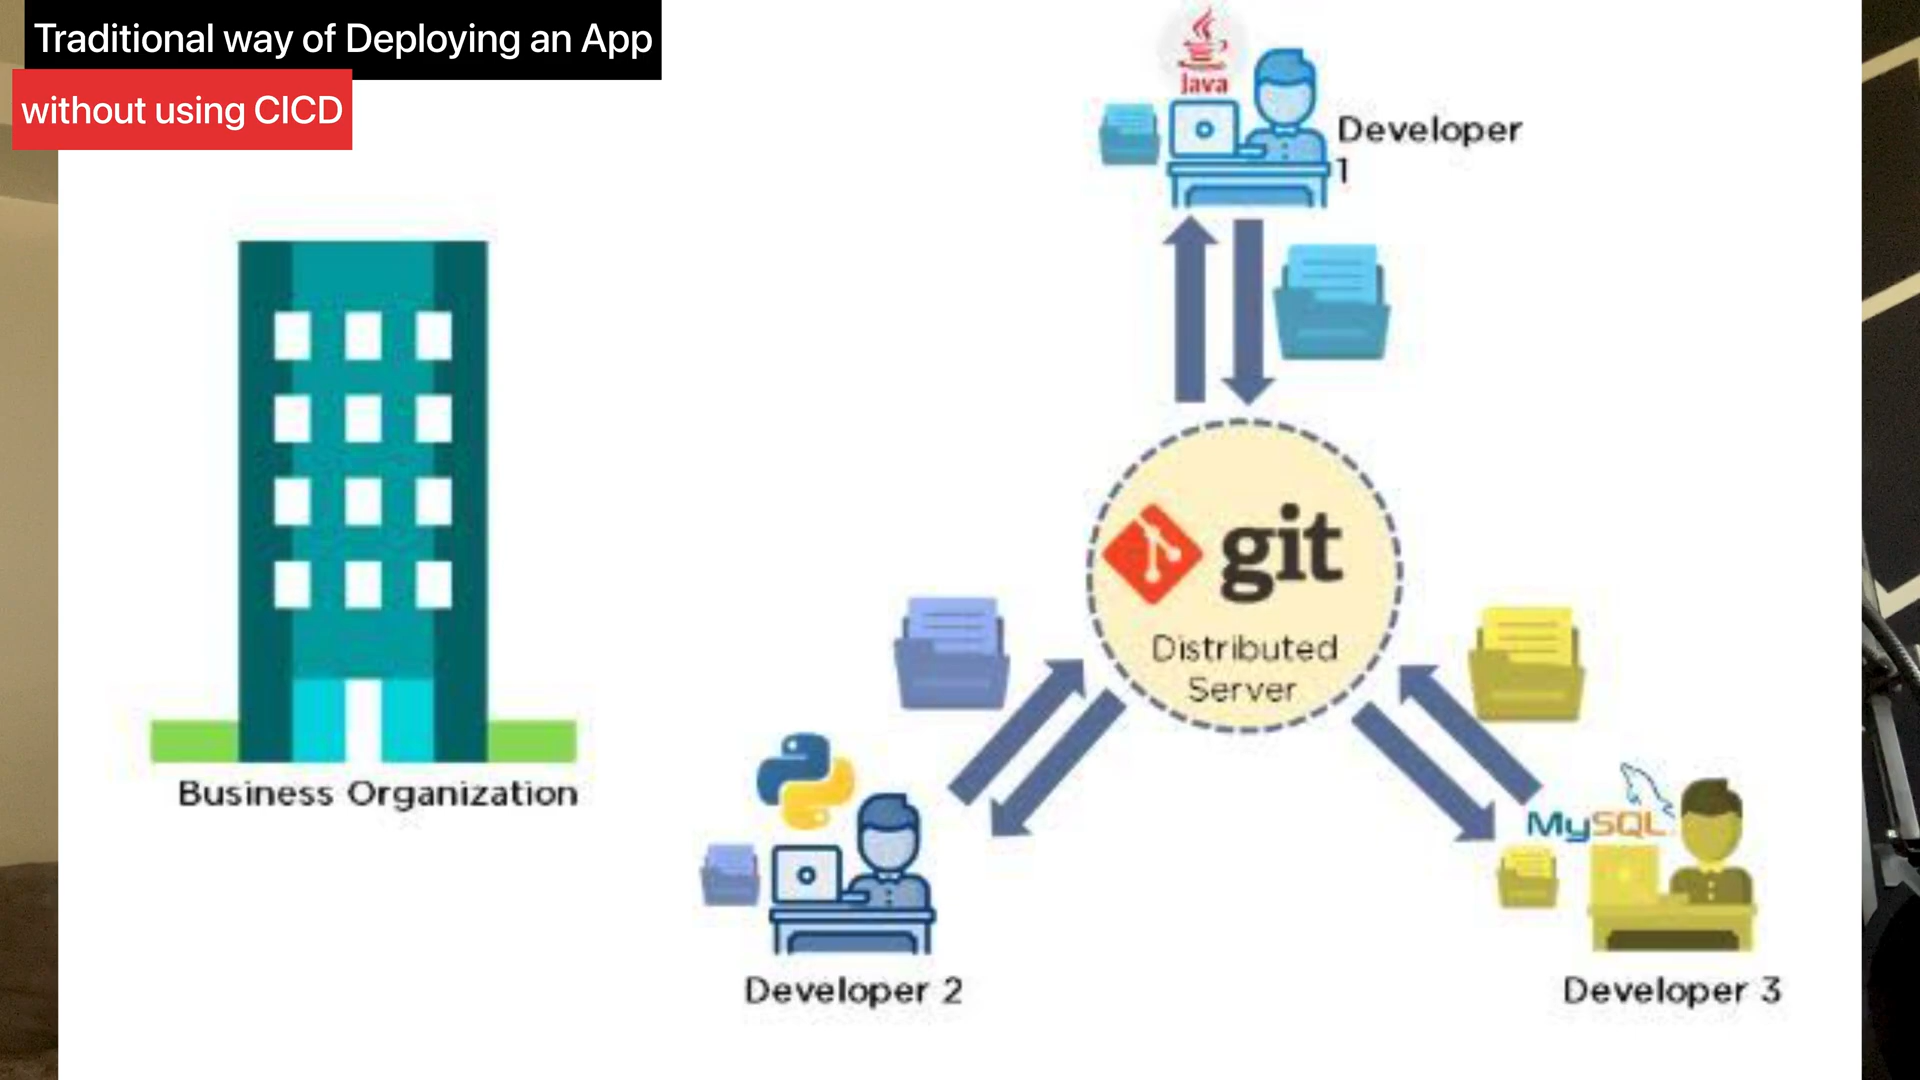 Traditional way of Deploying an App
without using CICD
Java
Developer
1
git
Distributed
Server
Business Organization
MySQL
Developer 2
Developer 3